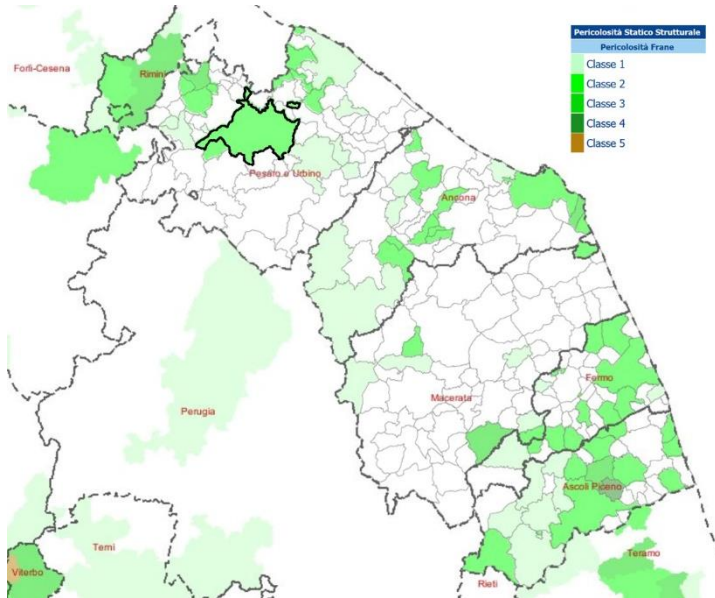 Pericolosità Statico Strutturale
Pericolosità Frane
Classe 1
Classe 2
Classe 3
Classe 4
Classe 5
Forlì-Cesena
Rimini
Pesaro e Urbino
Ancona
Perugia
Macerata
Fermo
Ascoli Piceno
Terni
Viterbo
Rieti
Teramo